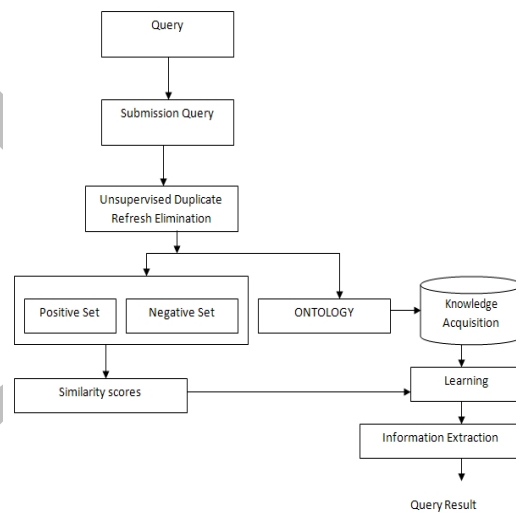 Query
Submission Query
Unsupervised Duplicate
Refresh Elimination
Positive Set
Negative Set
ONTOLOGY
Knowledge
Acquisition
Similarity scores
Learning
Information Extraction
Query Result